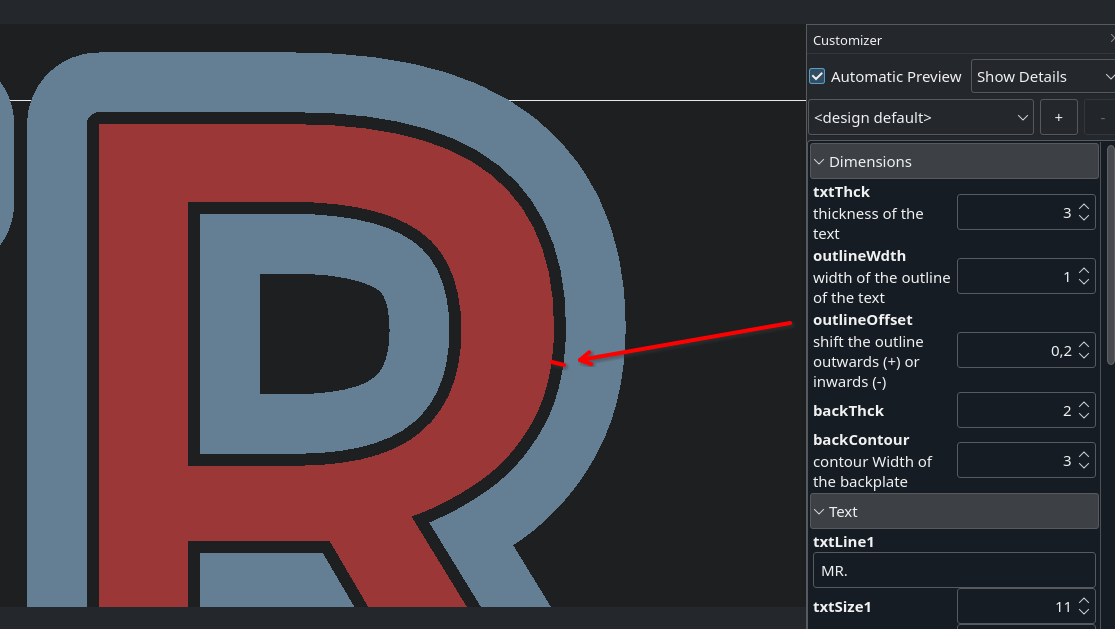 Customizer
Automatic Preview
Show Details
<design default>
+
-
Dimensions
txtThck
thickness of the
text
3
outlineWdth
width of the outline
of the text
1
outlineOffset
shift the outline
outwards (+) or
inwards (-)
0,2
backThck
2
backContour
contour Width of
the backplate
3
Text
txtLine1
MR.
txtSize1
11
R